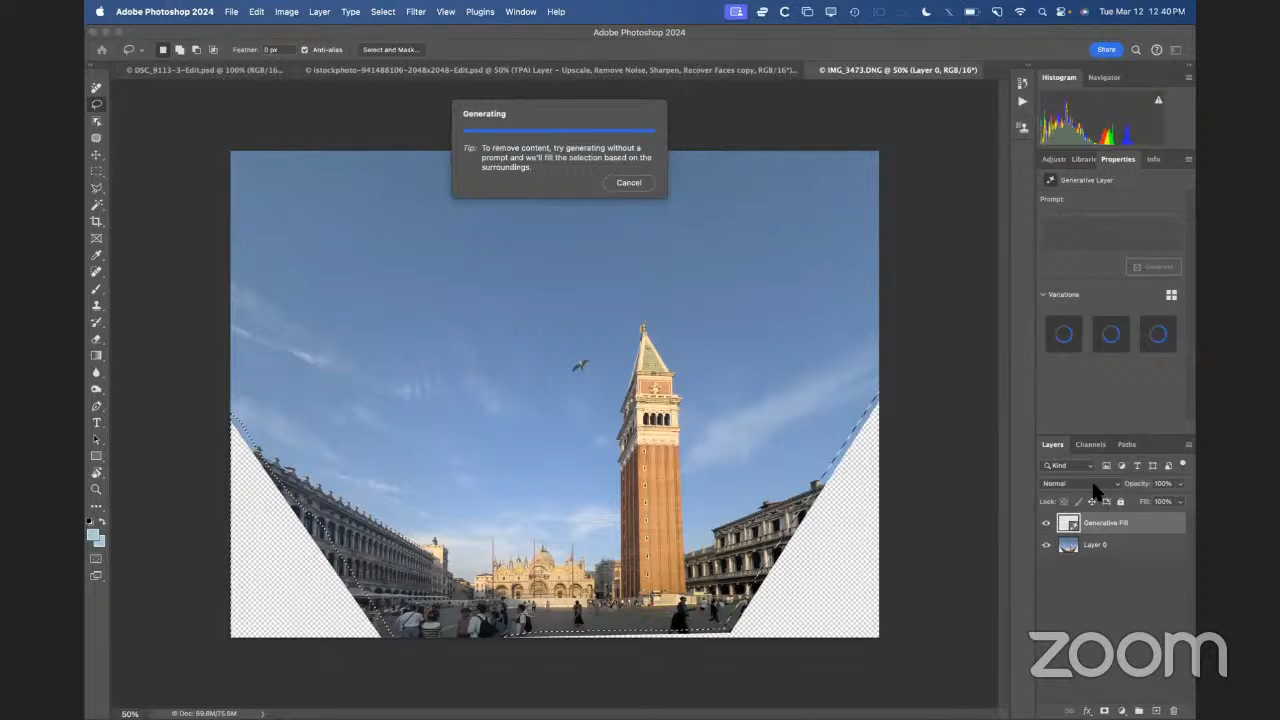 Adobe Photoshop 2024 File Edit Image Layer Type Select Filter View Plugins Window Help Tue Mar 12 12:40 PM
Adobe Photoshop 2024
Feather: 0 px Anti-alias Select and Mask... Share
DSC_9113-3-Edit.psd @ 100% (RGB/16... © istockphoto-941488106-2048x2048-Edit.psd @ 50% (TPAI Layer - Upscale, Remove Noise, Sharpen, Recover Faces copy, RGB/16*)... © IMG_3473.DNG @ 50% (Layer 0, RGB/16*)
Histogram Navigator
Generating
Tip: To remove content, try generating without a
prompt and we'll fill the selection based on the
surroundings.
Cancel
Adjustr Librarie Properties Info
Generative Layer
Prompt:
Generate
Variations
Layers Channels Paths
Kind
Normal Opacity: 100%
Lock: Fill: 100%
Generative Fill
Layer 0
zoom
50% Doc: 69.8M/75.6M
fx